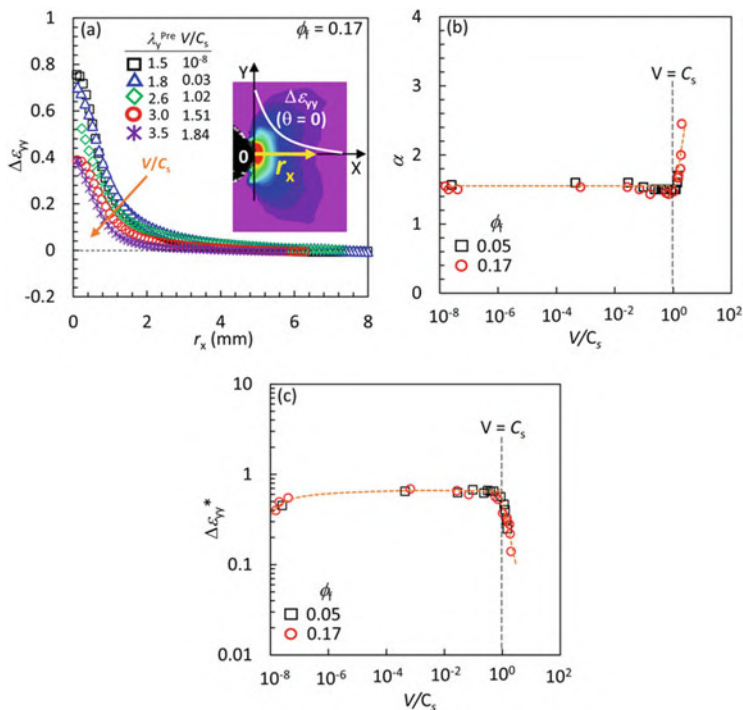 (a)
λyPre V/Cs
ϕf = 0.17
1.5 10-8
1.8 0.03
2.6 1.02
3.0 1.51
3.5 1.84
Y
Δεyy
(θ = 0)
0
X
rx
V/Cs
Δεyy
1
0.8
0.6
0.4
0.2
0
-0.2
0 2 4 6 8
rx (mm)
(b)
V = Cs
α
4
3
2
1
0
ϕf
0.05
0.17
10-8 10-6 10-4 10-2 100 102
V/Cs
(c)
V = Cs
Δεyy*
10
1
0.1
0.01
ϕf
0.05
0.17
10-8 10-6 10-4 10-2 100 102
V/Cs